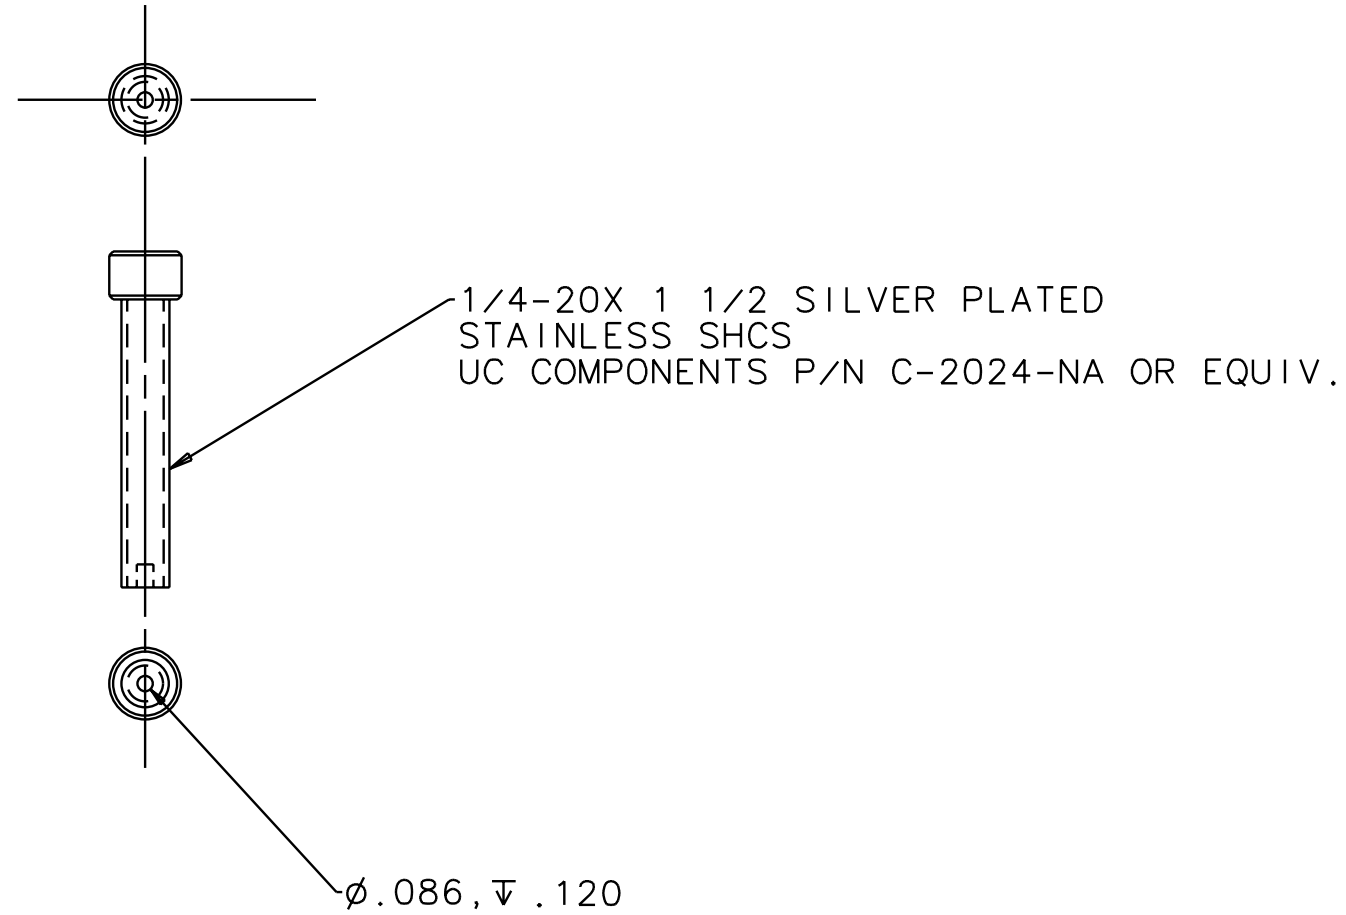 1/4-20X 1 1/2 SILVER PLATED
STAINLESS SHCS
UC COMPONENTS P/N C-2024-NA OR EQUIV.
⌀.086,↧.120